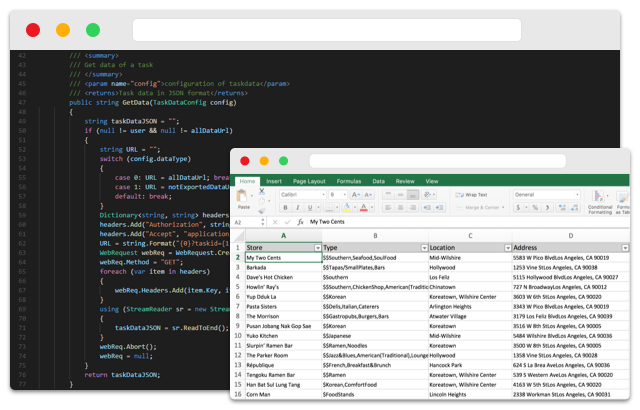 42 /// <summary>
43 /// Get data of a task
44 /// </summary>
45 /// <param name="config">configuration of taskdata</param>
46 /// <returns>Task data in JSON format</returns>
47 public string GetData(TaskDataConfig config)
48 {
49 string taskDataJSON = "";
50 if (null != user && null != allDataUrl)
51 {
52 string URL = "";
53 switch (config.dataType)
54 {
55 case 0: URL = allDataUrl; break
56 case 1: URL = notExportedDataU
57 default: break;
58 }
59 Dictionary<string, string> headers
60 headers.Add("Authorization", string
61 headers.Add("Accept", "application
62 URL = string.Format("{0}?taskid={1
63 WebRequest webReq = WebRequest.Cre
64 webReq.Method = "GET";
65 foreach (var item in headers)
66 {
67 webReq.Headers.Add(item.Key, i
68 }
69 using (StreamReader sr = new Strea
70 {
71 taskDataJSON = sr.ReadToEnd();
72 }
73 webReq.Abort();
74 webReq = null;
75 }
76 return taskDataJSON;
77 }
Home Insert Page Layout Formulas Data Review View
Paste Calibri Wrap Text General
B I U Merge & Center $ % Conditional Formatting Format as Tab
A2 fx My Two Cents
A B C D
1 Store Type Location Address
2 My Two Cents $$Southern,Seafood,SoulFood Mid-Wilshire 5583 W Pico BlvdLos Angeles, CA 90019
3 Barkada $$Tapas/SmallPlates,Bars Hollywood 1253 Vine StLos Angeles, CA 90038
4 Dave's Hot Chicken $Southern Los Feliz 5115 Hollywood BlvdLos Angeles, CA 90027
5 Howlin' Ray's $$Southern,ChickenShop,American(Traditio Chinatown 727 N BroadwayLos Angeles, CA 90012
6 Yup Dduk La $$Korean Koreatown, Wilshire Center 3603 W 6th StLos Angeles, CA 90020
7 Pasta Sisters $$Delis,Italian,Caterers Arlington Heights 3343 W Pico BlvdLos Angeles, CA 90019
8 The Morrison $$Gastropubs,Burgers,Bars Atwater Village 3179 Los Feliz BlvdLos Angeles, CA 90039
9 Pusan Jobang Nak Gop Sae $$Korean Koreatown 3516 W 8th StLos Angeles, CA 90005
10 Yuko Kitchen $$Japanese Mid-Wilshire 5484 Wilshire BlvdLos Angeles, CA 90036
11 Slurpin' Ramen Bar $$Ramen,Noodles Koreatown 3500 W 8th StLos Angeles, CA 90005
12 The Parker Room $$Jazz&Blues,American(Traditional),Lounge Hollywood 1358 Vine StLos Angeles, CA 90028
13 République $$French,Breakfast&Brunch Hancock Park 624 S La Brea AveLos Angeles, CA 90036
14 Tengoku Ramen Bar $$Ramen Koreatown, Wilshire Center 539 S Western AveLos Angeles, CA 90020
15 Han Bat Sul Lung Tang $Korean,ComfortFood Koreatown, Wilshire Center 4163 W 5th StLos Angeles, CA 90020
16 Corn Man $FoodStands Lincoln Heights 2338 Workman StLos Angeles, CA 90031